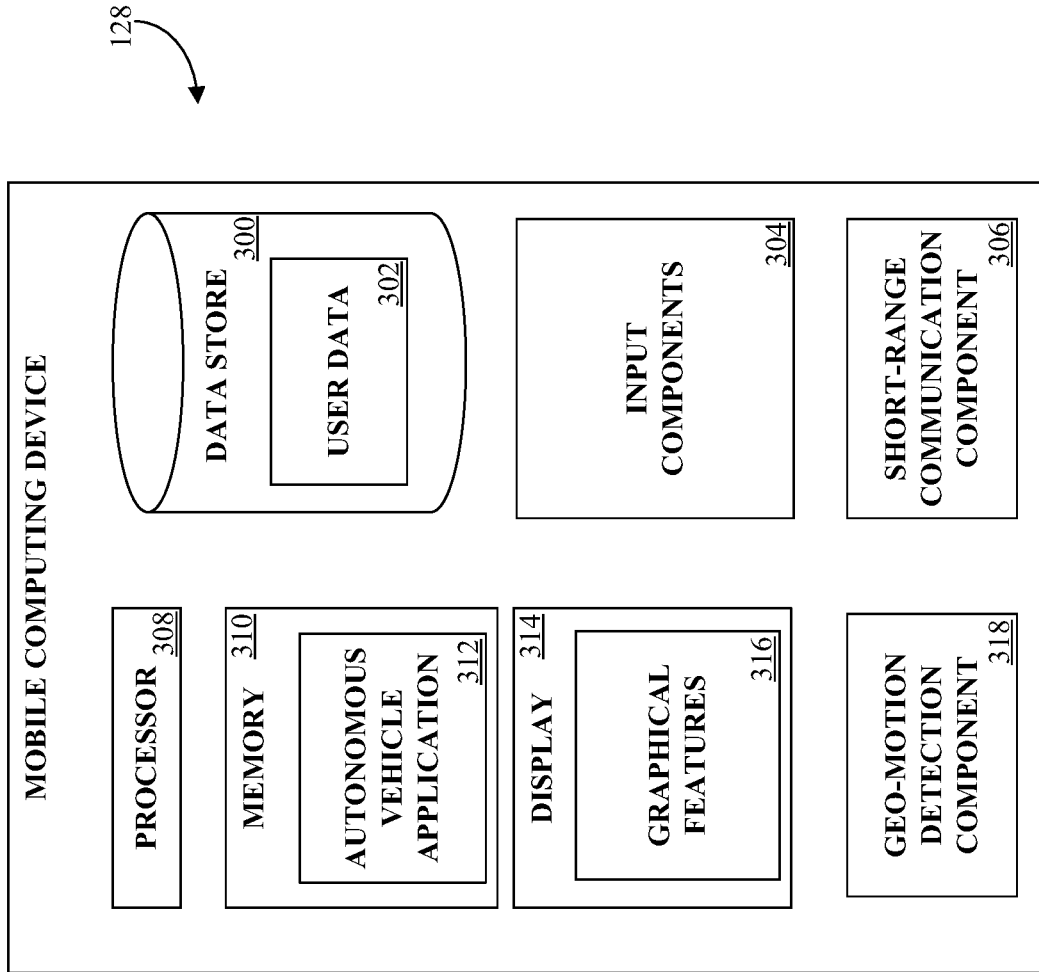 128
MOBILE COMPUTING DEVICE
PROCESSOR
308
MEMORY
310
AUTONOMOUS
VEHICLE
APPLICATION
312
DISPLAY
314
GRAPHICAL
FEATURES
316
GEO-MOTION
DETECTION
COMPONENT
318
DATA STORE
300
USER DATA
302
INPUT
COMPONENTS
304
SHORT-RANGE
COMMUNICATION
COMPONENT
306